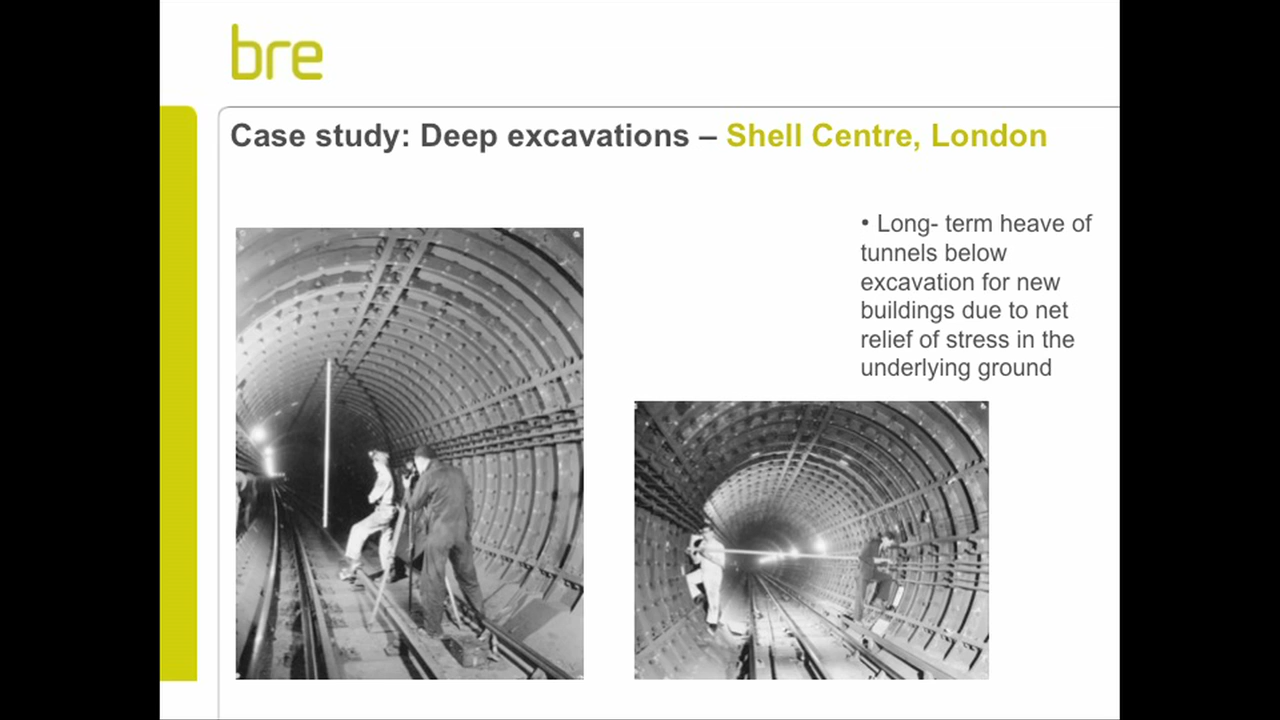 bre
Case study: Deep excavations – Shell Centre, London
• Long- term heave of
tunnels below
excavation for new
buildings due to net
relief of stress in the
underlying ground